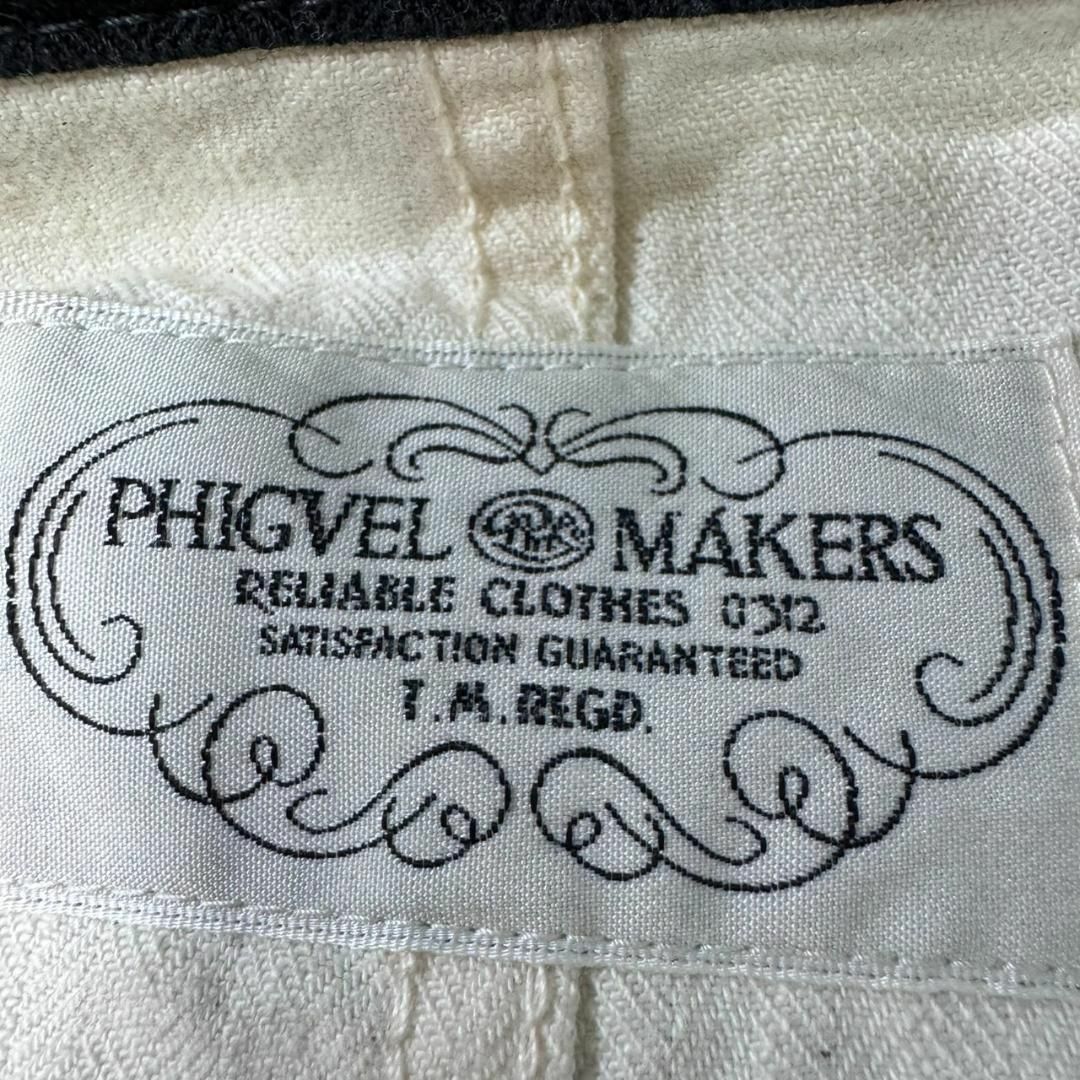 PHIGVEL MAKERS
RELIABLE CLOTHES 0312
SATISFACTION GUARANTEED
T.M.REGD.